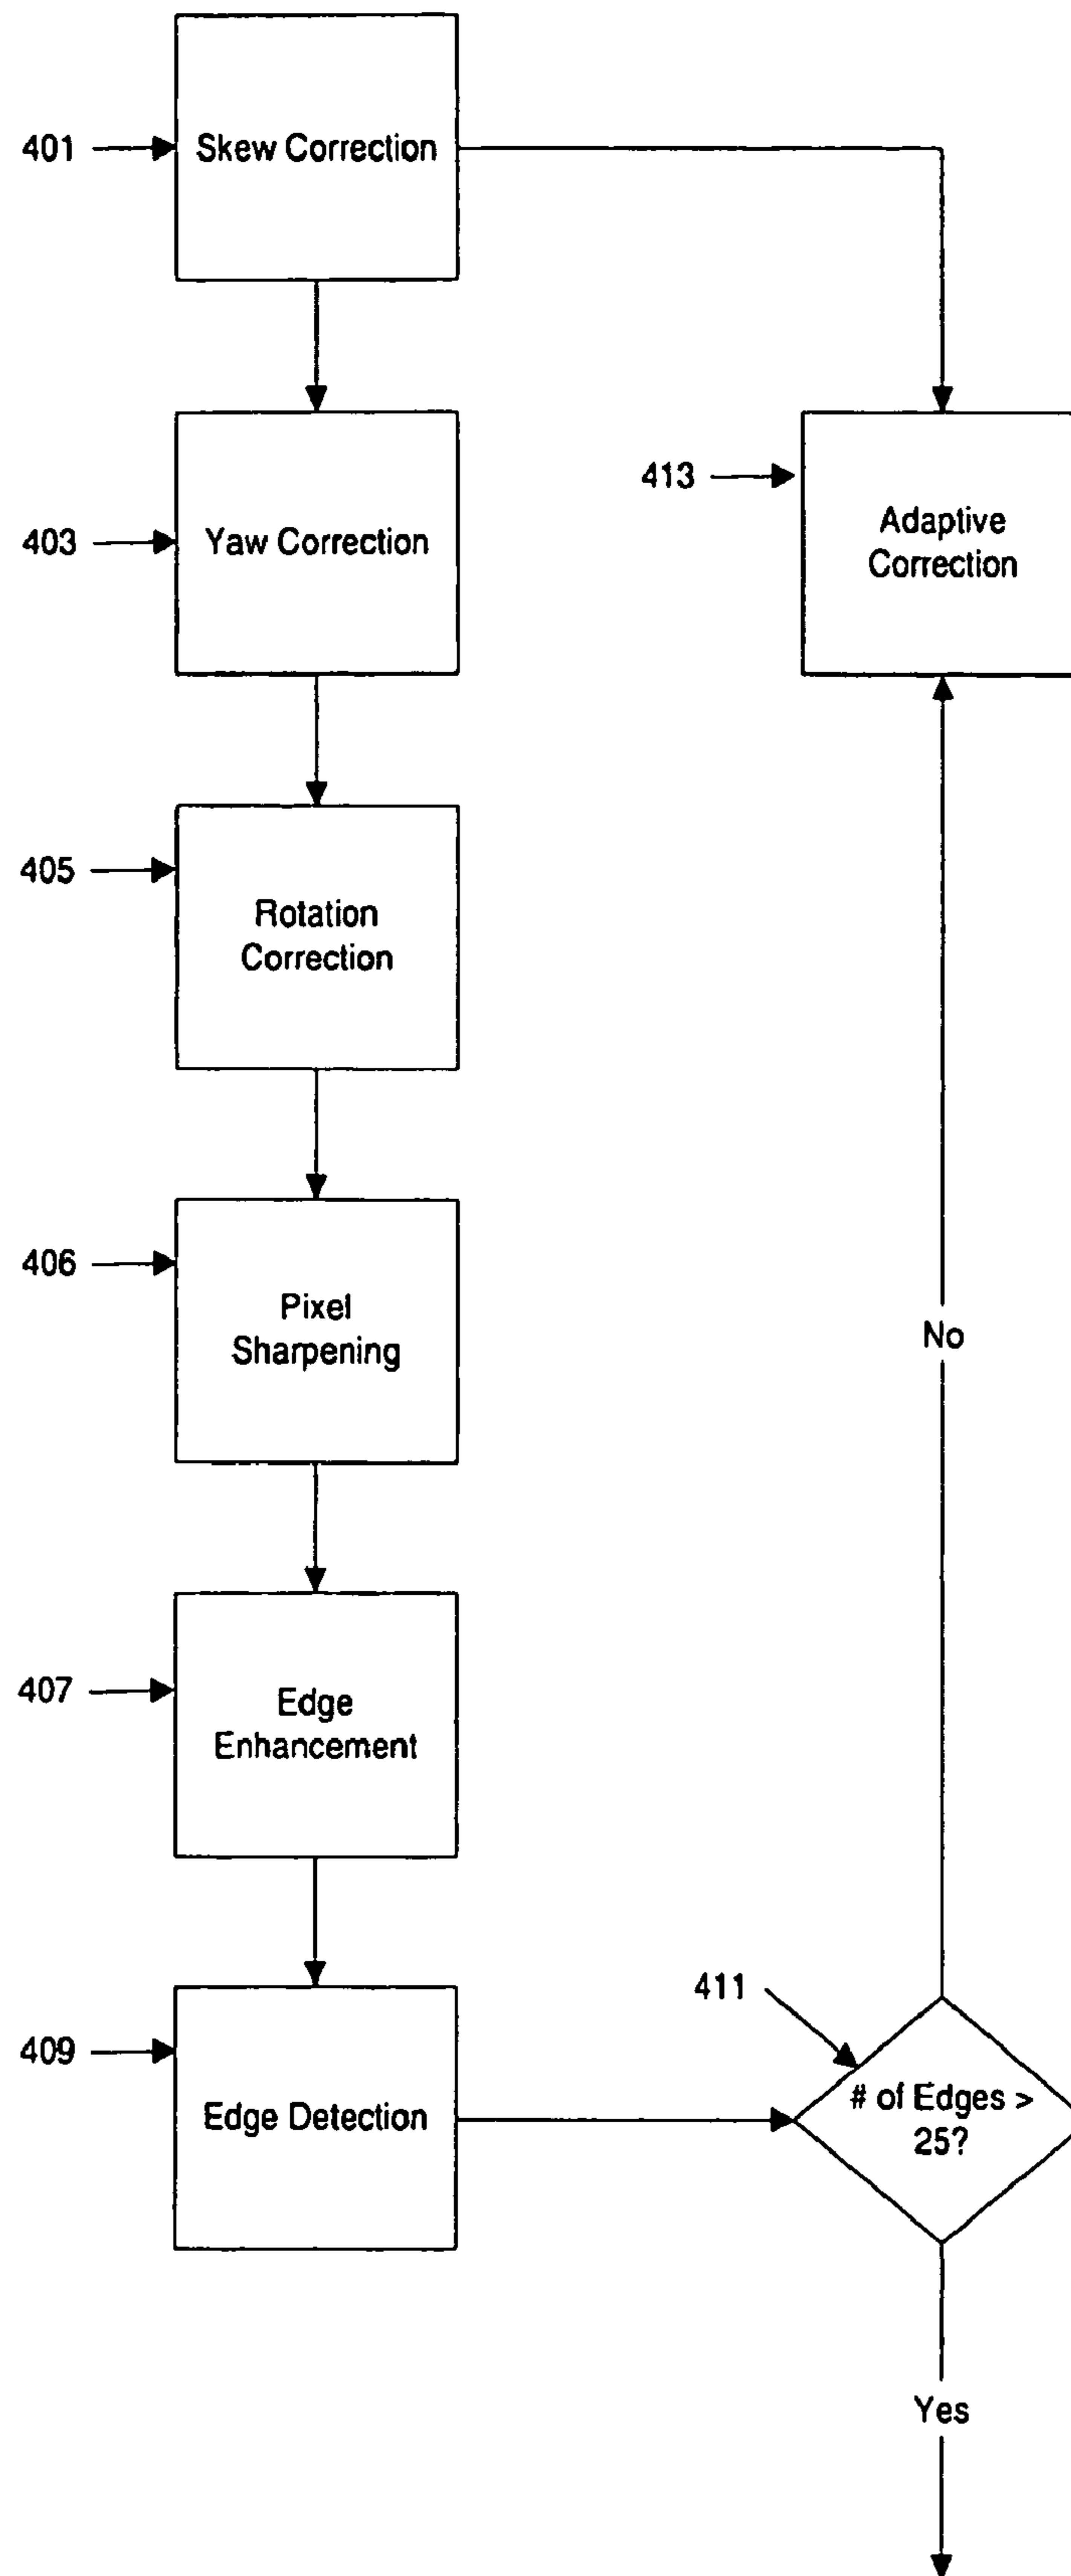 401
Skew Correction
403
Yaw Correction
413
Adaptive
Correction
405
Rotation
Correction
406
Pixel
Sharpening
No
407
Edge
Enhancement
409
Edge Detection
411
# of Edges >
25?
Yes